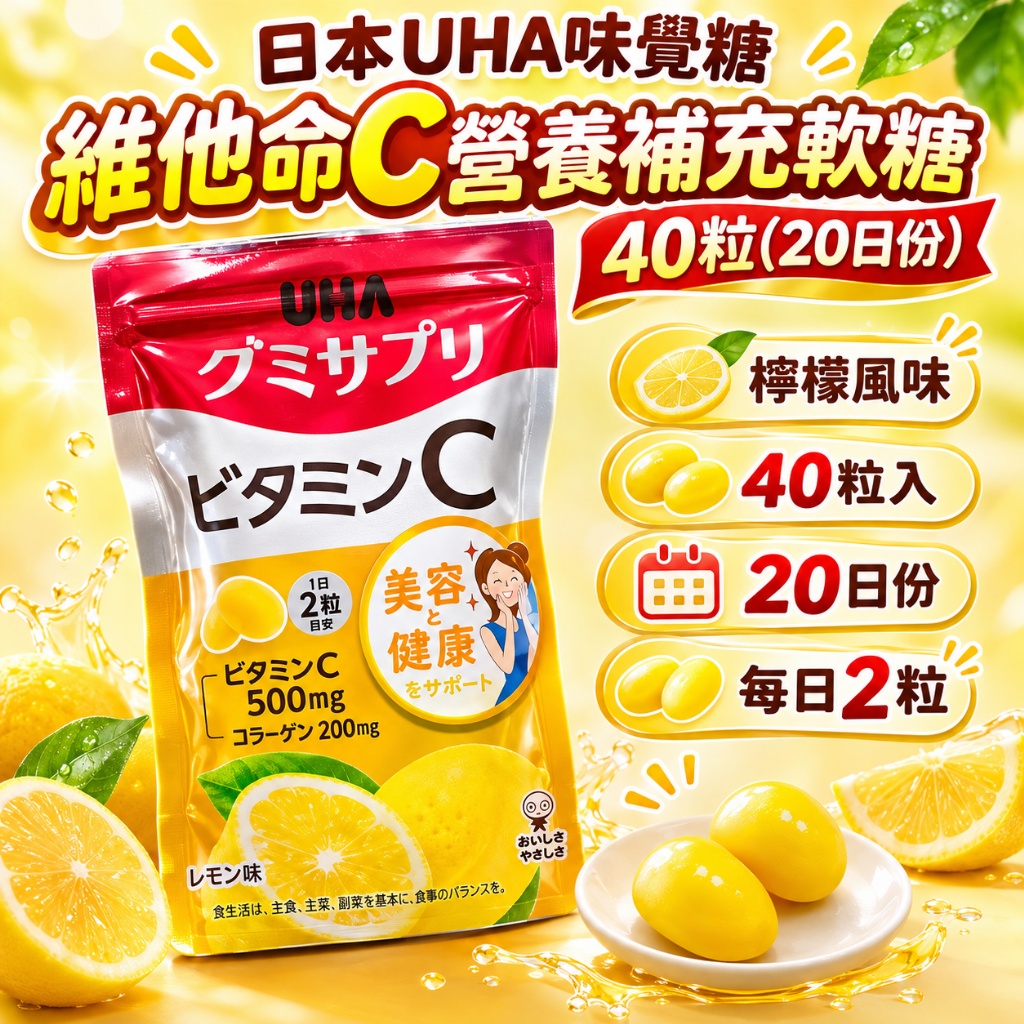 日本UHA味覺糖
維他命C營養補充軟糖
40粒(20日份)
UHA
グミサプリ
ビタミンC
1日
2粒
目安
美容
と
健康
をサポート
ビタミンC
500mg
コラーゲン 200mg
おいしさ
やさしさ
レモン味
食生活は、主食、主菜、副菜を基本に、食事のバランスを。
檸檬風味
40粒入
20日份
每日2粒